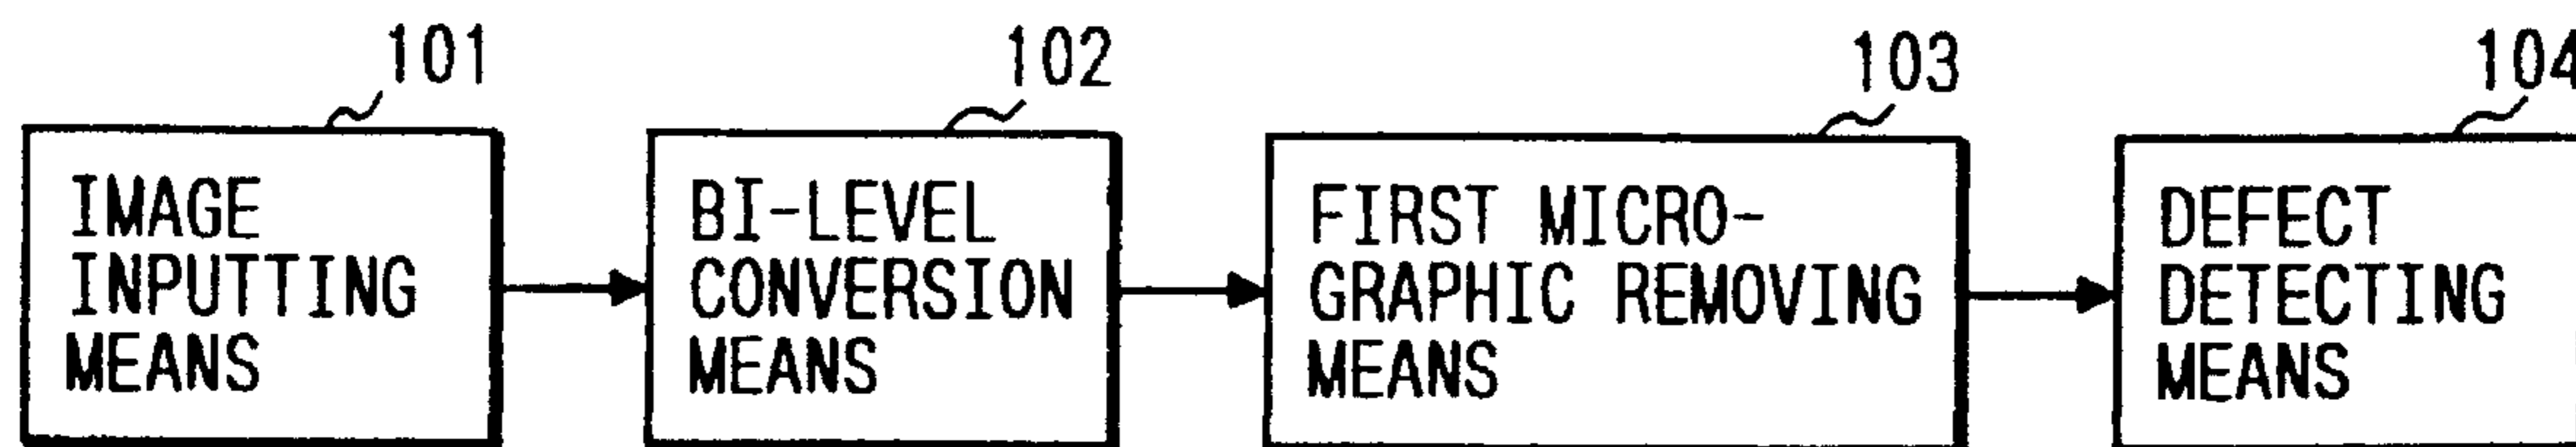 101
102
103
104
IMAGE
INPUTTING
MEANS
BI-LEVEL
CONVERSION
MEANS
FIRST MICRO-
GRAPHIC REMOVING
MEANS
DEFECT
DETECTING
MEANS